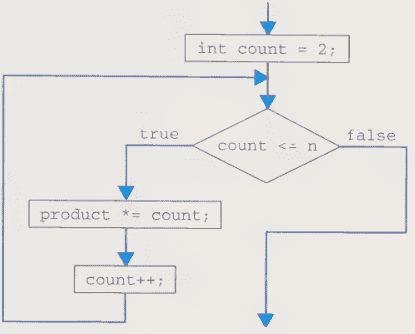 int count = 2;
true
false
count <= n
product *= count;
count++;